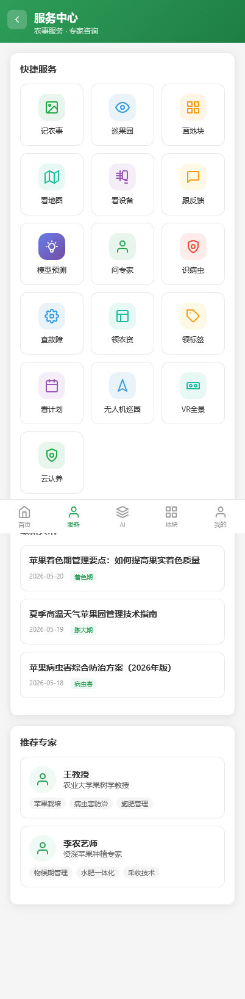 服务中心
农事服务 · 专家咨询
快捷服务
记农事
巡果园
画地块
看地图
看设备
跟反馈
模型预测
问专家
识病虫
查故障
领农资
领标签
看计划
无人机巡园
VR全景
云认养
首页
服务
AI
地块
我的
苹果着色期管理要点：如何提高果实着色质量
2026-05-20 着色期
夏季高温天气苹果园管理技术指南
2026-05-19 膨大期
苹果病虫害综合防治方案（2026年版）
2026-05-18 病虫害
推荐专家
王教授
农业大学果树学教授
苹果栽培 病虫害防治 施肥管理
李农艺师
资深苹果种植专家
物候期管理 水肥一体化 采收技术